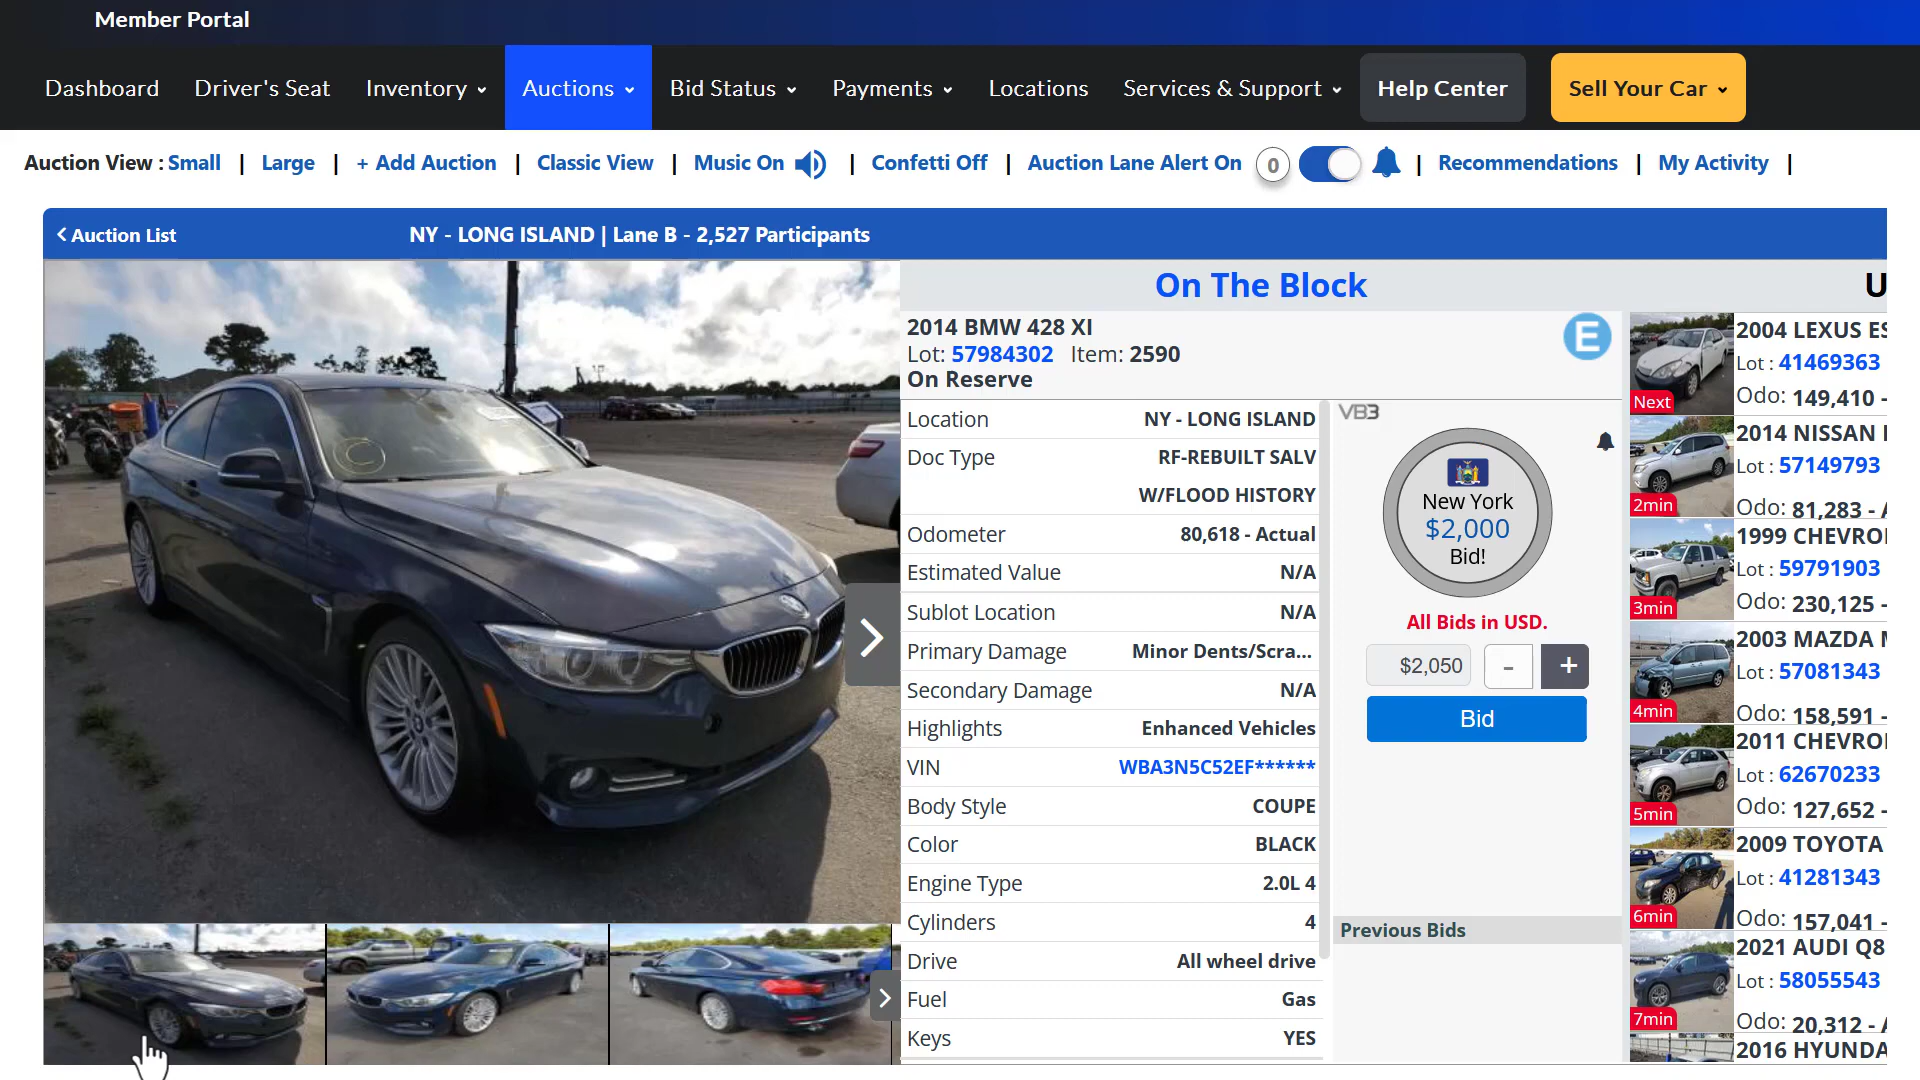 Member Portal
Dashboard Driver's Seat Inventory Auctions Bid Status Payments Locations Services & Support Help Center Sell Your Car
Auction View : Small | Large | + Add Auction | Classic View | Music On | Confetti Off | Auction Lane Alert On 0 | Recommendations | My Activity |
Auction List
NY - LONG ISLAND | Lane B - 2,527 Participants
On The Block
U
2014 BMW 428 XI
Lot: 57984302 Item: 2590
On Reserve
E
Location NY - LONG ISLAND
Doc Type RF-REBUILT SALV
W/FLOOD HISTORY
Odometer 80,618 - Actual
Estimated Value N/A
Sublot Location N/A
Primary Damage Minor Dents/Scra...
Secondary Damage N/A
Highlights Enhanced Vehicles
VIN WBA3N5C52EF******
Body Style COUPE
Color BLACK
Engine Type 2.0L 4
Cylinders 4
Drive All wheel drive
Fuel Gas
Keys YES
VB3
New York
$2,000
Bid!
All Bids in USD.
$2,050 - +
Bid
Previous Bids
2004 LEXUS ES
Lot : 41469363
Odo: 149,410 -
Next
2014 NISSAN
Lot : 57149793
Odo: 81,283 -
2min
1999 CHEVRO
Lot : 59791903
Odo: 230,125 -
3min
2003 MAZDA
Lot : 57081343
Odo: 158,591 -
4min
2011 CHEVRO
Lot : 62670233
Odo: 127,652 -
5min
2009 TOYOTA
Lot : 41281343
Odo: 157,041 -
6min
2021 AUDI Q8
Lot : 58055543
Odo: 20,312 -
7min
2016 HYUNDA